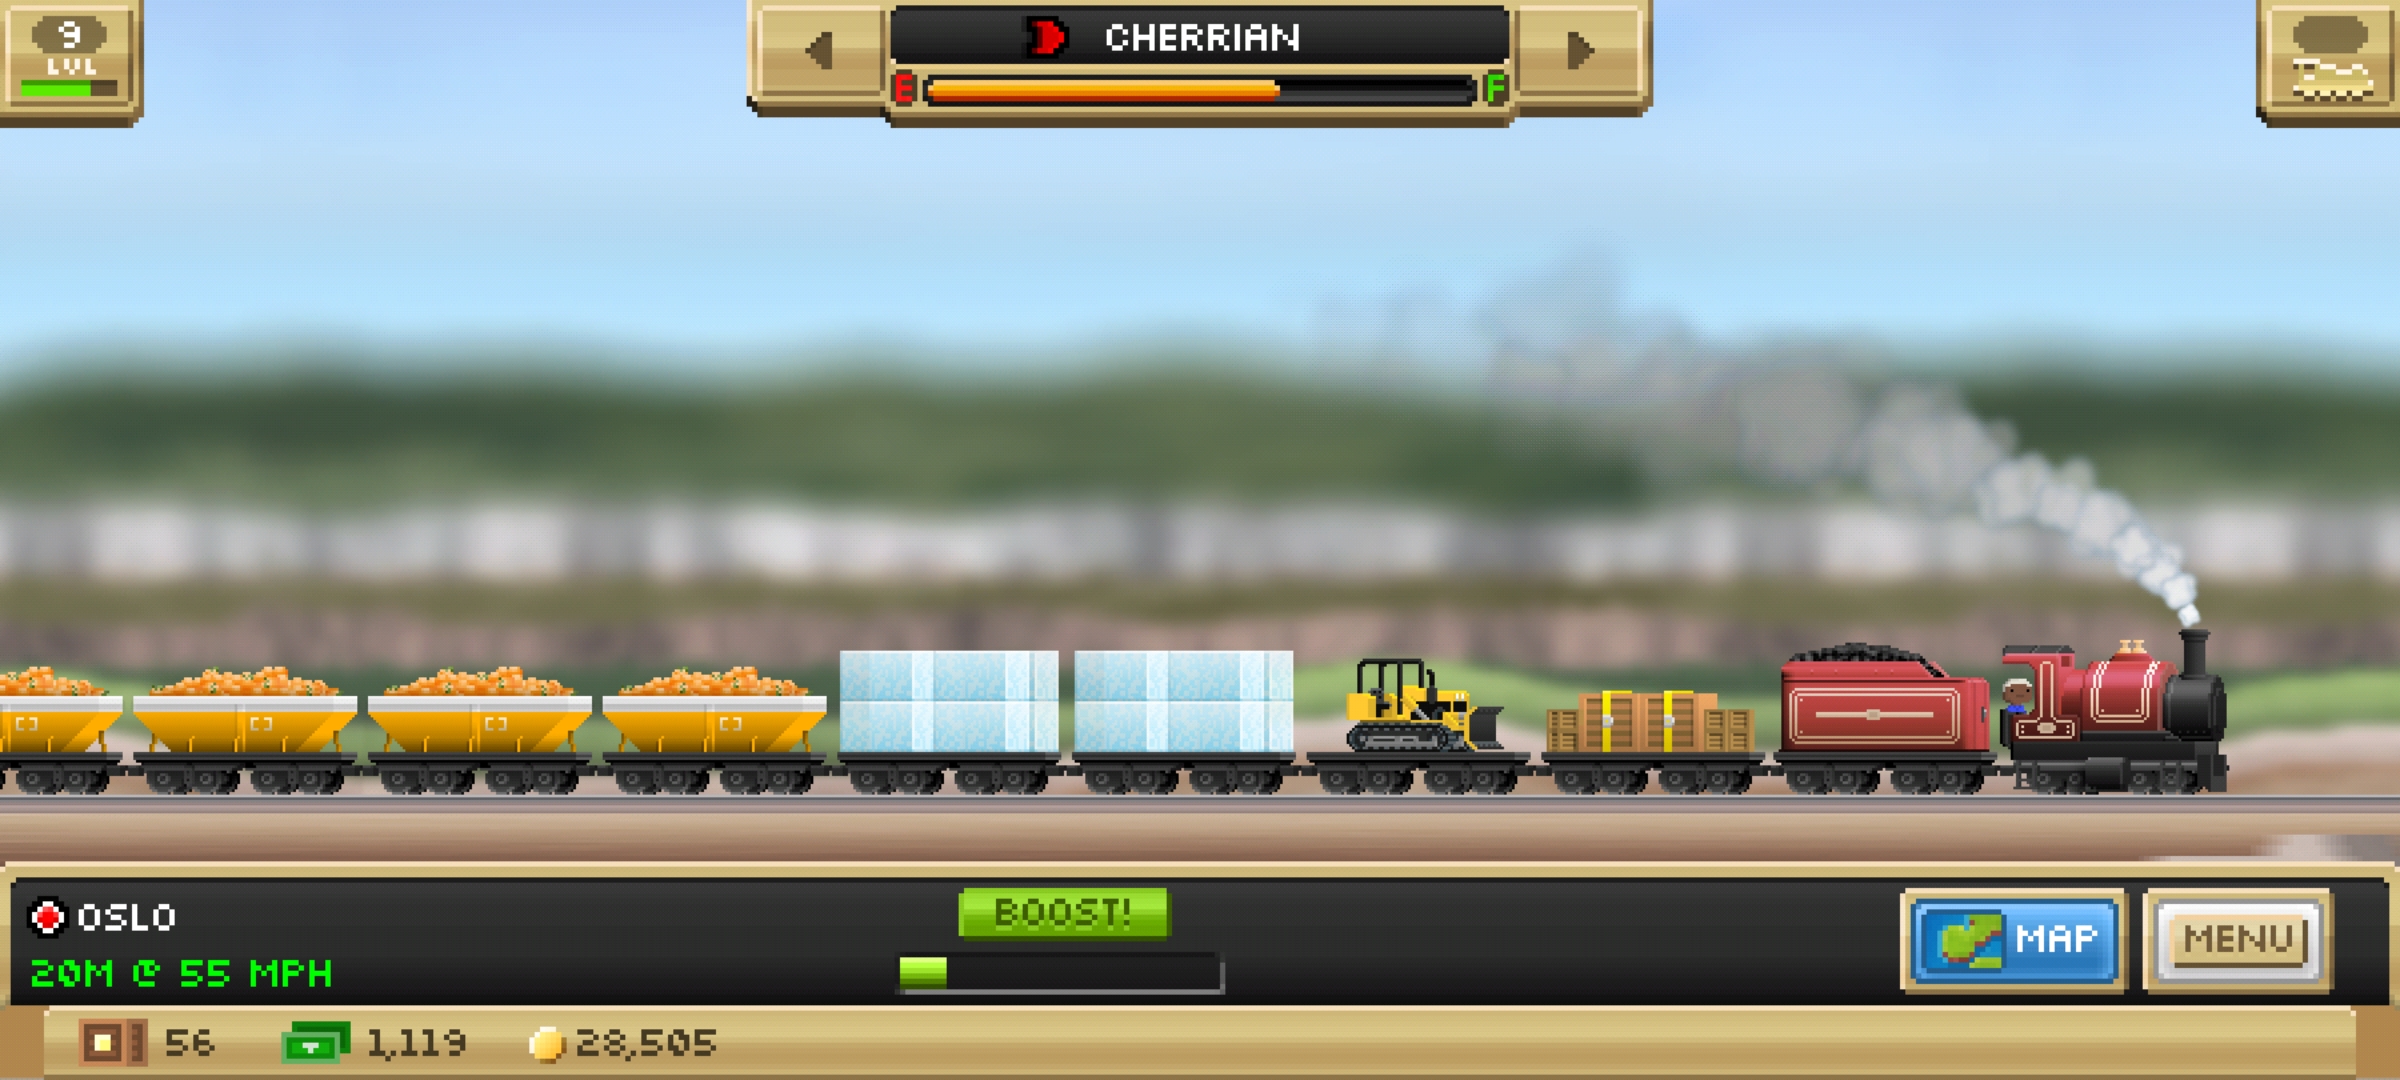 9
LVL
CHERRIAN
E F
OSLO
20M @ 55 MPH
BOOST!
MAP
MENU
56
1,119
28,505